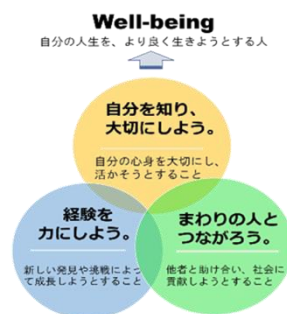 Well-being
自分の人生を、より良く生きようとする人
自分を知り、
大切にしよう。
自分の心身を大切にし、
活かそうとすること
経験を
力にしよう。
新しい発見や挑戦によっ
て成長しようとすること
まわりの人と
つながろう。
他者と助け合い、社会に
貢献しようとすること